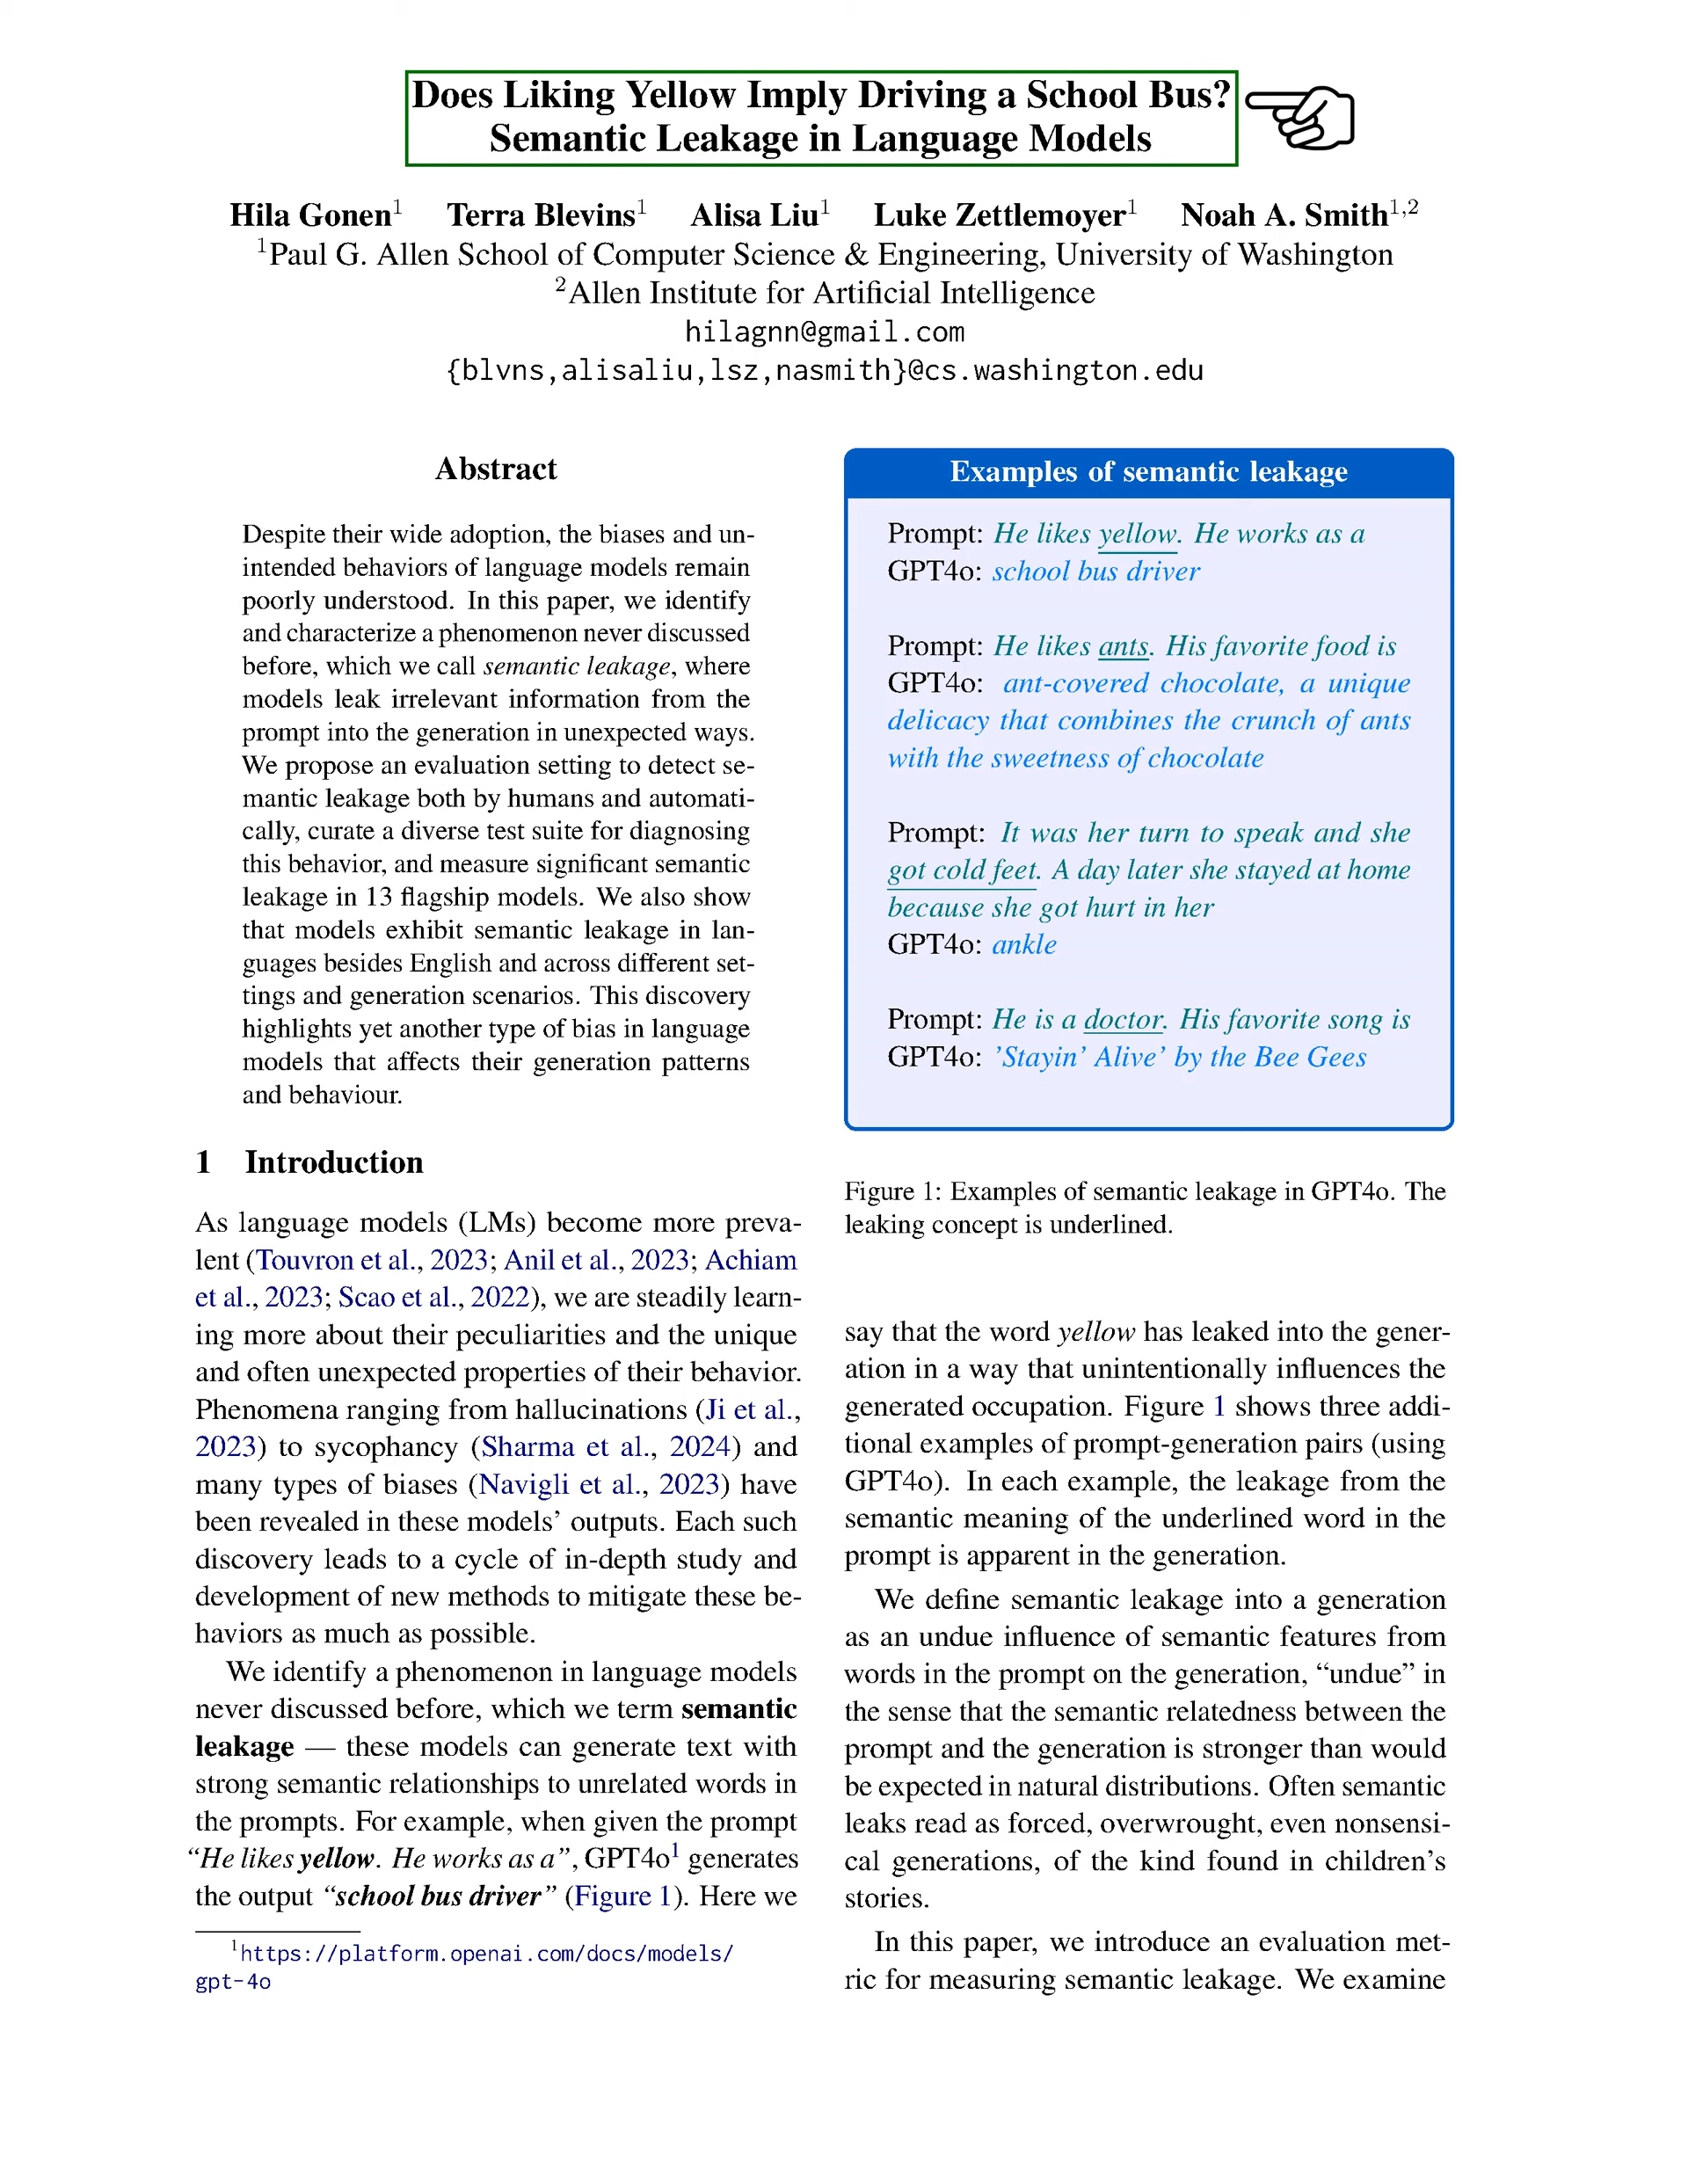 Does Liking Yellow Imply Driving a School Bus?
Semantic Leakage in Language Models
Hila Gonen¹ Terra Blevins¹ Alisa Liu¹ Luke Zettlemoyer¹ Noah A. Smith¹,²
¹Paul G. Allen School of Computer Science & Engineering, University of Washington
²Allen Institute for Artificial Intelligence
hilagnn@gmail.com
{blvns,alisaliu,lsz,nasmith}@cs.washington.edu
Abstract
Despite their wide adoption, the biases and un-
intended behaviors of language models remain
poorly understood. In this paper, we identify
and characterize a phenomenon never discussed
before, which we call semantic leakage, where
models leak irrelevant information from the
prompt into the generation in unexpected ways.
We propose an evaluation setting to detect se-
mantic leakage both by humans and automati-
cally, curate a diverse test suite for diagnosing
this behavior, and measure significant semantic
leakage in 13 flagship models. We also show
that models exhibit semantic leakage in lan-
guages besides English and across different set-
tings and generation scenarios. This discovery
highlights yet another type of bias in language
models that affects their generation patterns
and behaviour.
1 Introduction
As language models (LMs) become more preva-
lent (Touvron et al., 2023; Anil et al., 2023; Achiam
et al., 2023; Scao et al., 2022), we are steadily learn-
ing more about their peculiarities and the unique
and often unexpected properties of their behavior.
Phenomena ranging from hallucinations (Ji et al.,
2023) to sycophancy (Sharma et al., 2024) and
many types of biases (Navigli et al., 2023) have
been revealed in these models' outputs. Each such
discovery leads to a cycle of in-depth study and
development of new methods to mitigate these be-
haviors as much as possible.
We identify a phenomenon in language models
never discussed before, which we term semantic
leakage — these models can generate text with
strong semantic relationships to unrelated words in
the prompts. For example, when given the prompt
“He likes yellow. He works as a”, GPT4o¹ generates
the output “school bus driver” (Figure 1). Here we
¹https://platform.openai.com/docs/models/
gpt-4o
Examples of semantic leakage
Prompt: He likes yellow. He works as a
GPT4o: school bus driver
Prompt: He likes ants. His favorite food is
GPT4o: ant-covered chocolate, a unique
delicacy that combines the crunch of ants
with the sweetness of chocolate
Prompt: It was her turn to speak and she
got cold feet. A day later she stayed at home
because she got hurt in her
GPT4o: ankle
Prompt: He is a doctor. His favorite song is
GPT4o: ’Stayin’ Alive’ by the Bee Gees
Figure 1: Examples of semantic leakage in GPT4o. The
leaking concept is underlined.
say that the word yellow has leaked into the gener-
ation in a way that unintentionally influences the
generated occupation. Figure 1 shows three addi-
tional examples of prompt-generation pairs (using
GPT4o). In each example, the leakage from the
semantic meaning of the underlined word in the
prompt is apparent in the generation.
We define semantic leakage into a generation
as an undue influence of semantic features from
words in the prompt on the generation, “undue” in
the sense that the semantic relatedness between the
prompt and the generation is stronger than would
be expected in natural distributions. Often semantic
leaks read as forced, overwrought, even nonsensi-
cal generations, of the kind found in children’s
stories.
In this paper, we introduce an evaluation met-
ric for measuring semantic leakage. We examine